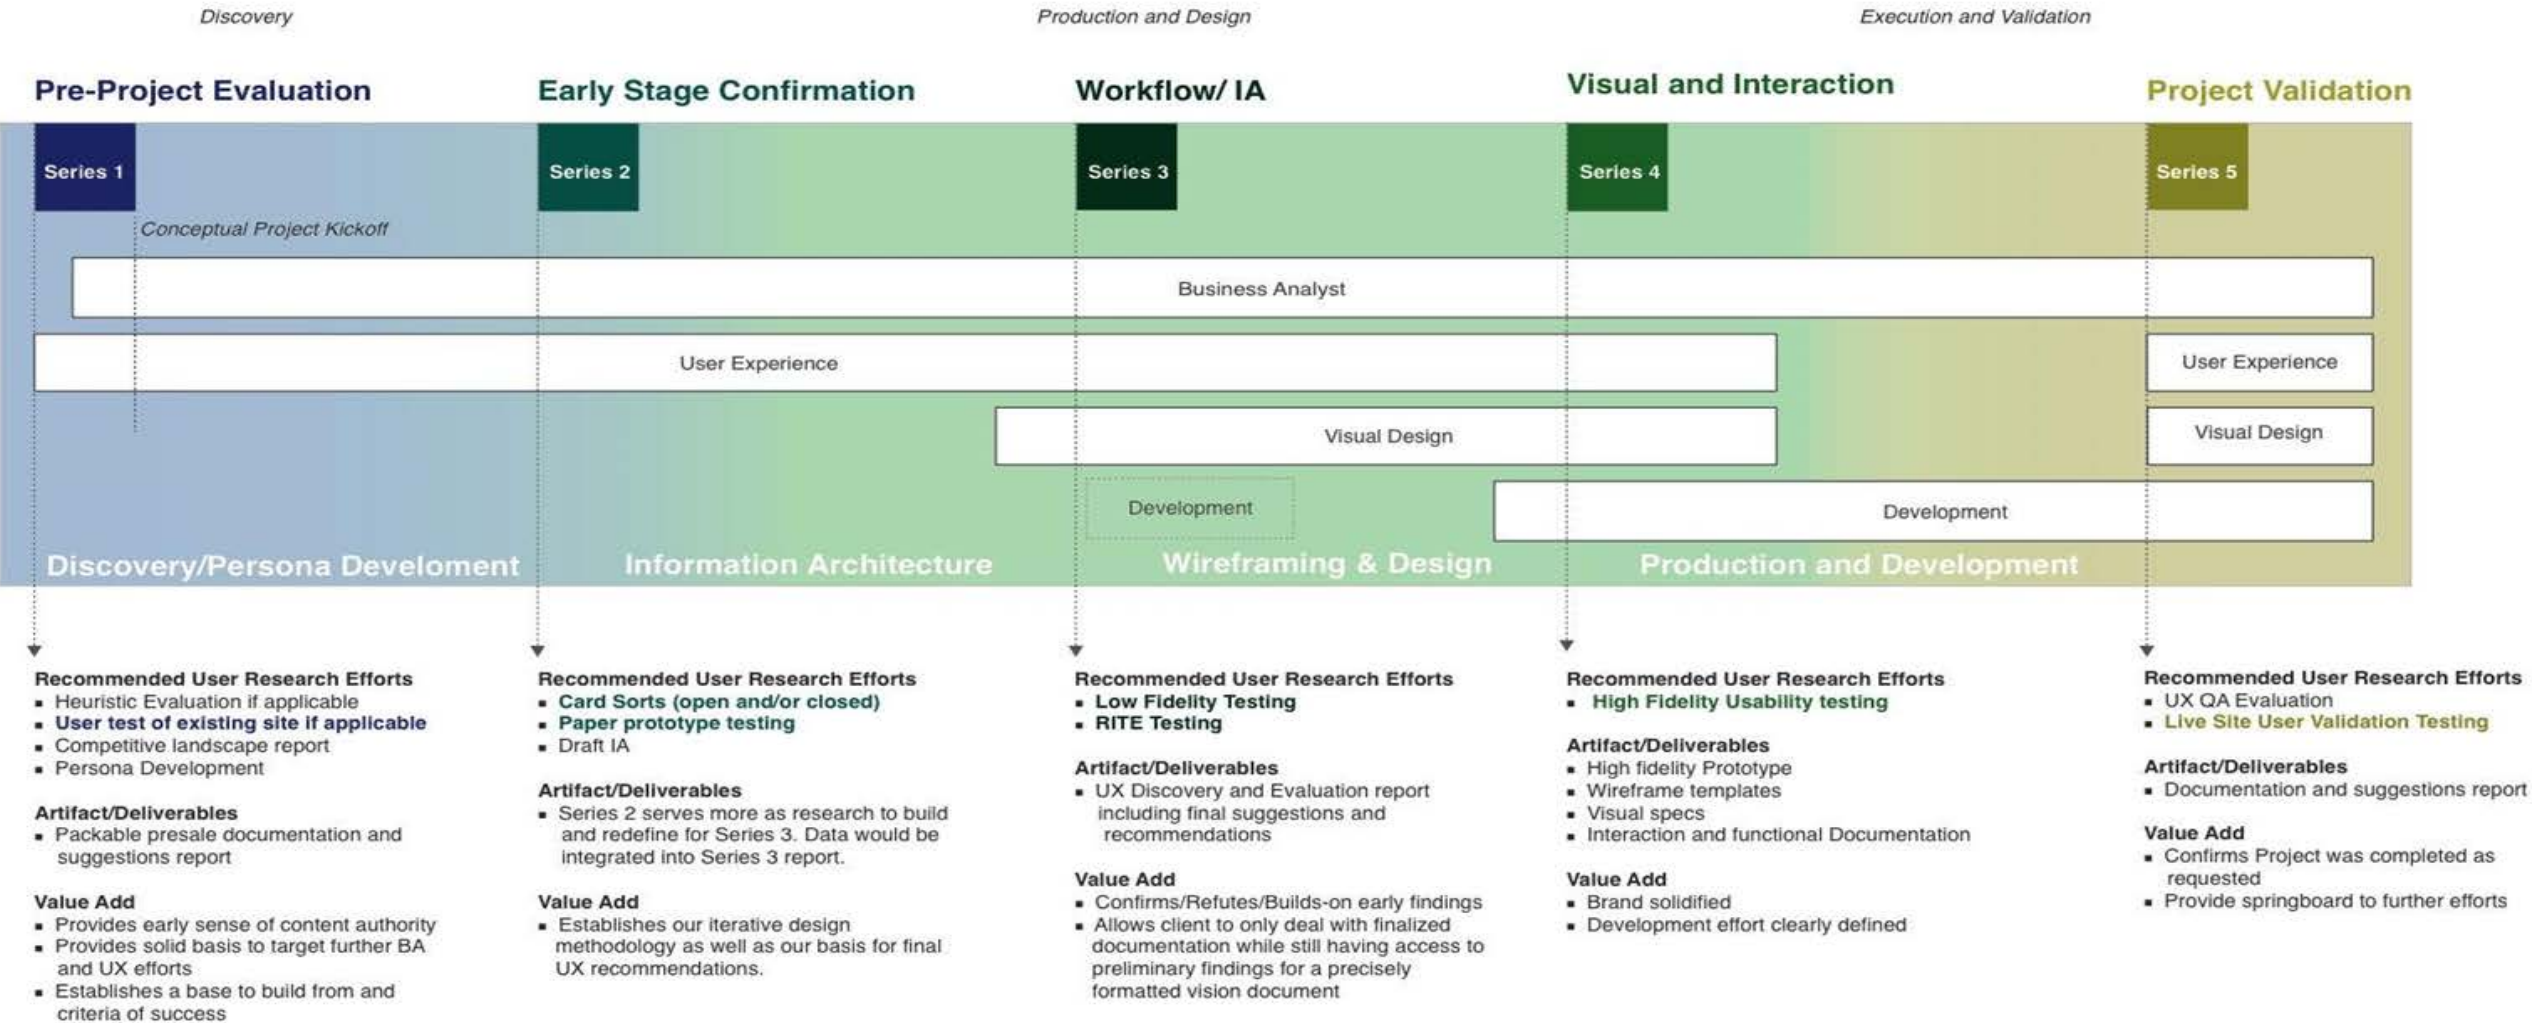 Discovery
Production and Design
Execution and Validation
Pre-Project Evaluation
Early Stage Confirmation
Workflow/ IA
Visual and Interaction
Project Validation
Series 1
Series 2
Series 3
Series 4
Series 5
Conceptual Project Kickoff
Business Analyst
User Experience
User Experience
Visual Design
Visual Design
Development
Development
Discovery/Persona Develoment
Information Architecture
Wireframing & Design
Production and Development
Recommended User Research Efforts
▪ Heuristic Evaluation if applicable
▪ User test of existing site if applicable
▪ Competitive landscape report
▪ Persona Development
Artifact/Deliverables
▪ Packable presale documentation and
suggestions report
Value Add
▪ Provides early sense of content authority
▪ Provides solid basis to target further BA
and UX efforts
▪ Establishes a base to build from and
criteria of success
Recommended User Research Efforts
▪ Card Sorts (open and/or closed)
▪ Paper prototype testing
▪ Draft IA
Artifact/Deliverables
▪ Series 2 serves more as research to build
and redefine for Series 3. Data would be
integrated into Series 3 report.
Value Add
▪ Establishes our iterative design
methodology as well as our basis for final
UX recommendations.
Recommended User Research Efforts
▪ Low Fidelity Testing
▪ RITE Testing
Artifact/Deliverables
▪ UX Discovery and Evaluation report
including final suggestions and
recommendations
Value Add
▪ Confirms/Refutes/Builds-on early findings
▪ Allows client to only deal with finalized
documentation while still having access to
preliminary findings for a precisely
formatted vision document
Recommended User Research Efforts
▪ High Fidelity Usability testing
Artifact/Deliverables
▪ High fidelity Prototype
▪ Wireframe templates
▪ Visual specs
▪ Interaction and functional Documentation
Value Add
▪ Brand solidified
▪ Development effort clearly defined
Recommended User Research Efforts
▪ UX QA Evaluation
▪ Live Site User Validation Testing
Artifact/Deliverables
▪ Documentation and suggestions report
Value Add
▪ Confirms Project was completed as
requested
▪ Provide springboard to further efforts